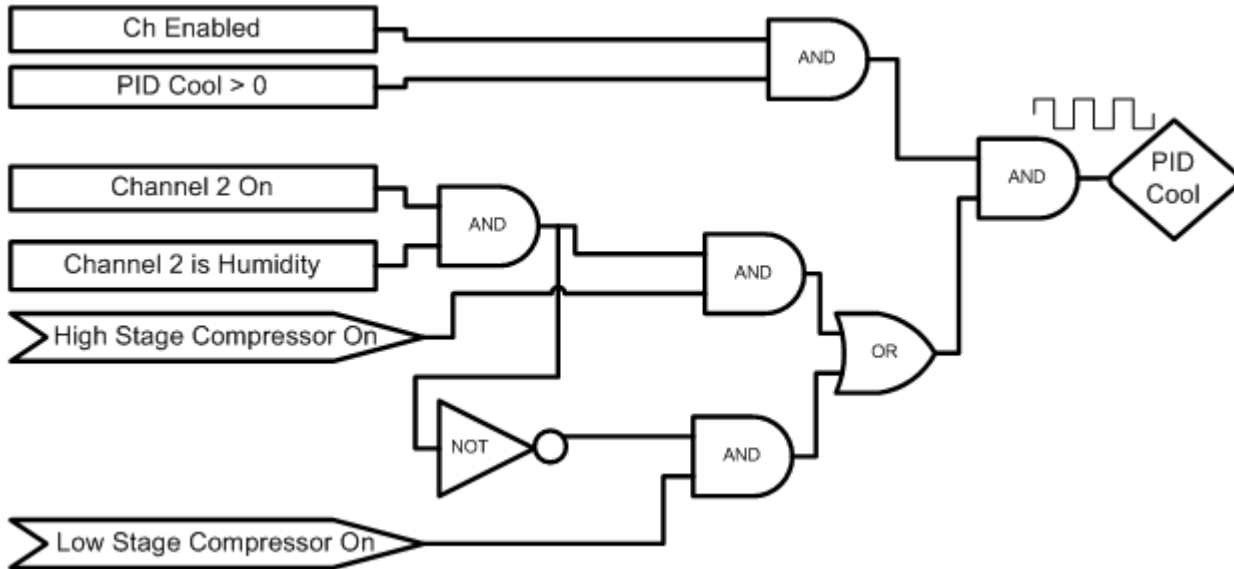 Ch Enabled
AND
PID Cool > 0
AND
PID
Cool
Channel 2 On
AND
Channel 2 is Humidity
AND
High Stage Compressor On
OR
NOT
AND
Low Stage Compressor On